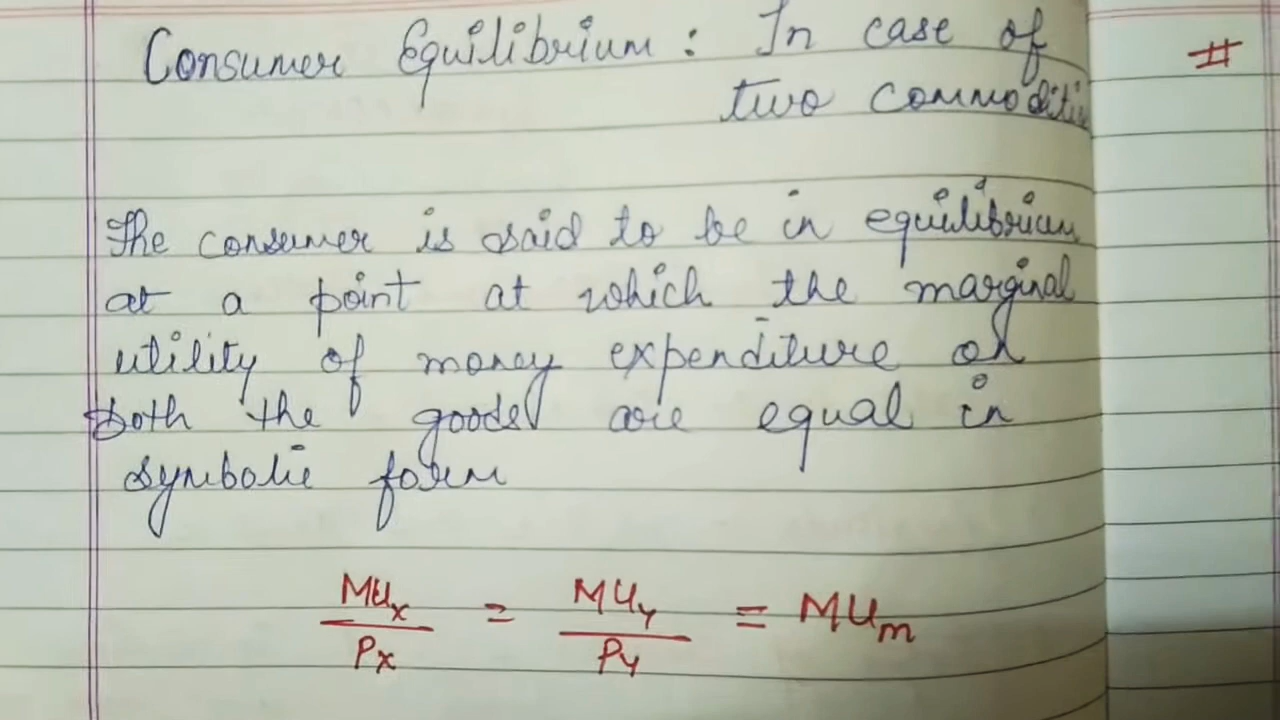 Consumer Equilibrium : In case of
two commoditie
#
The consumer is said to be in equilibrium
at a point at which the marginal
utility of money expenditure on
both the goods are equal in
symbolic form
MUx / Px = MUy / Py = MUm